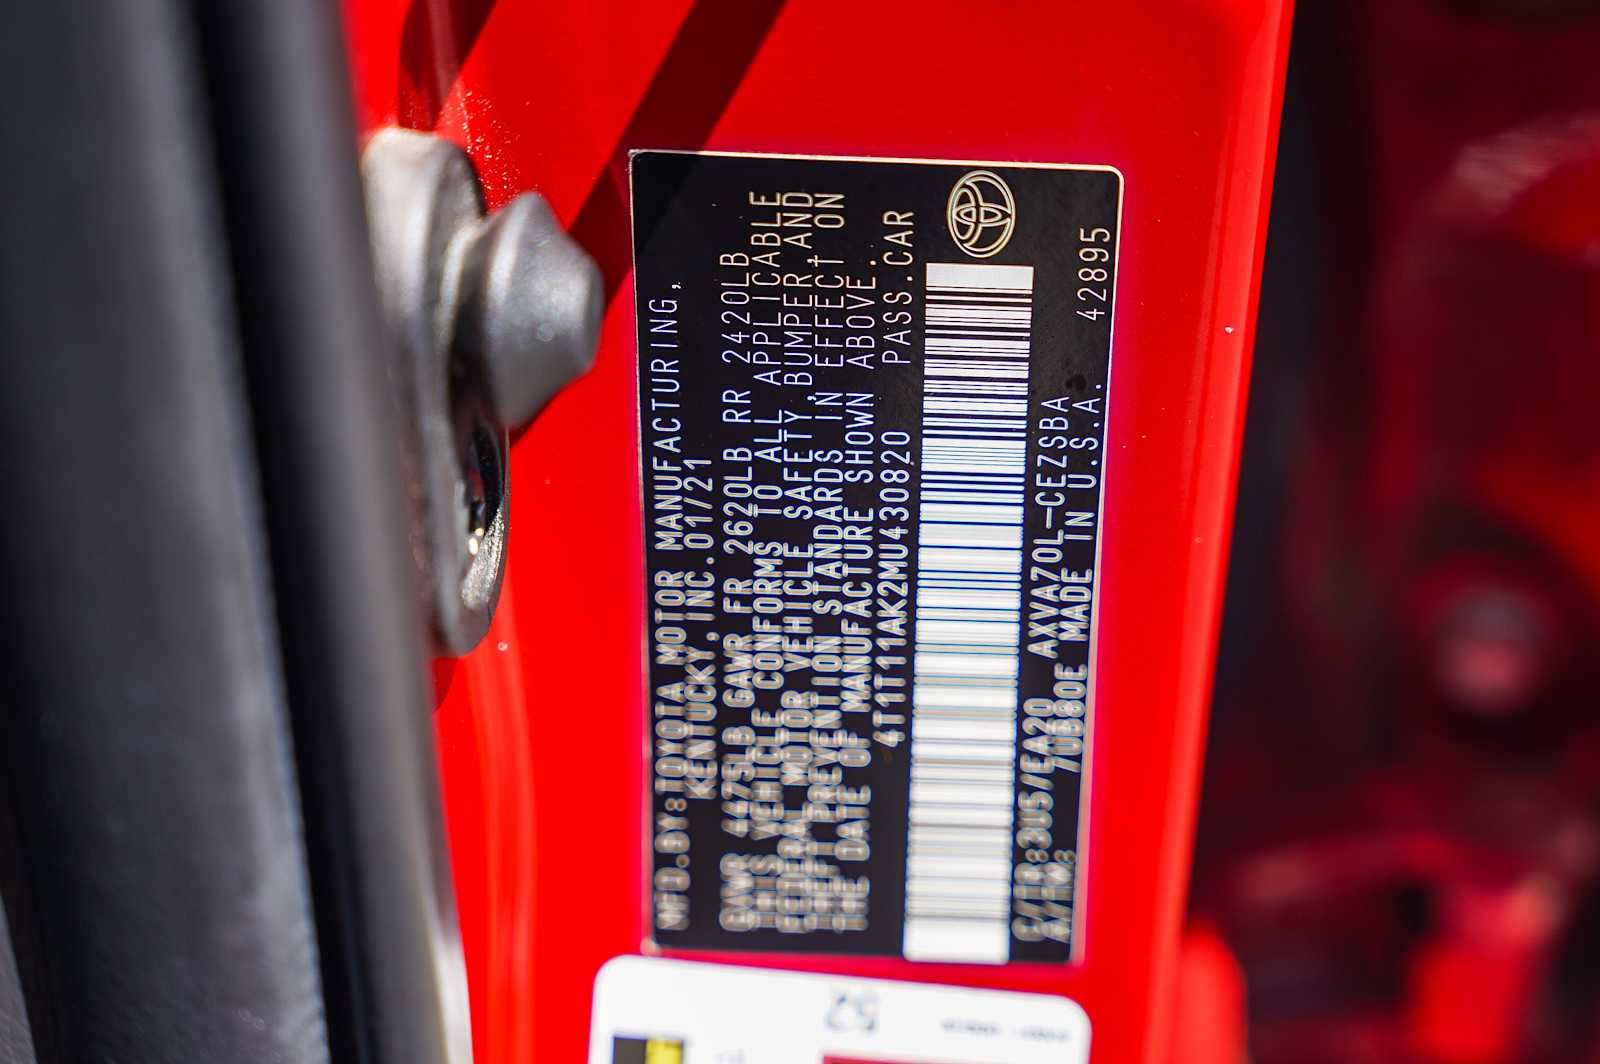 MFD.BY:TOYOTA MOTOR MANUFACTURING,
KENTUCKY,INC.01/21
GVWR 4475LB GAWR FR 2620LB RR 2420LB
THIS VEHICLE CONFORMS TO ALL APPLICABLE
FEDERAL MOTOR VEHICLE SAFETY,BUMPER,AND
THEFT PREVENTION STANDARDS IN EFFECT ON
THE DATE OF MANUFACTURE SHOWN ABOVE.
4T1T11AK2MU430820 PASS.CAR
C/TR:3U5/EA20 AXVA70L-CEZSBA 42895
A/TM: MADE IN U.S.A.
52